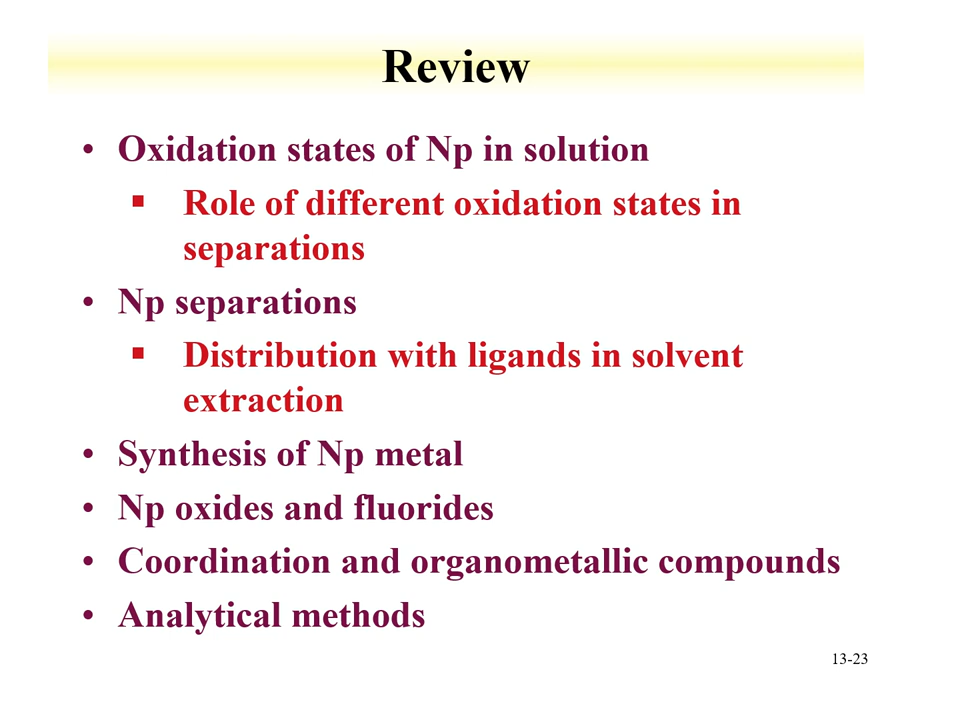 Review
• Oxidation states of Np in solution
▪ Role of different oxidation states in
separations
• Np separations
▪ Distribution with ligands in solvent
extraction
• Synthesis of Np metal
• Np oxides and fluorides
• Coordination and organometallic compounds
• Analytical methods
13-23